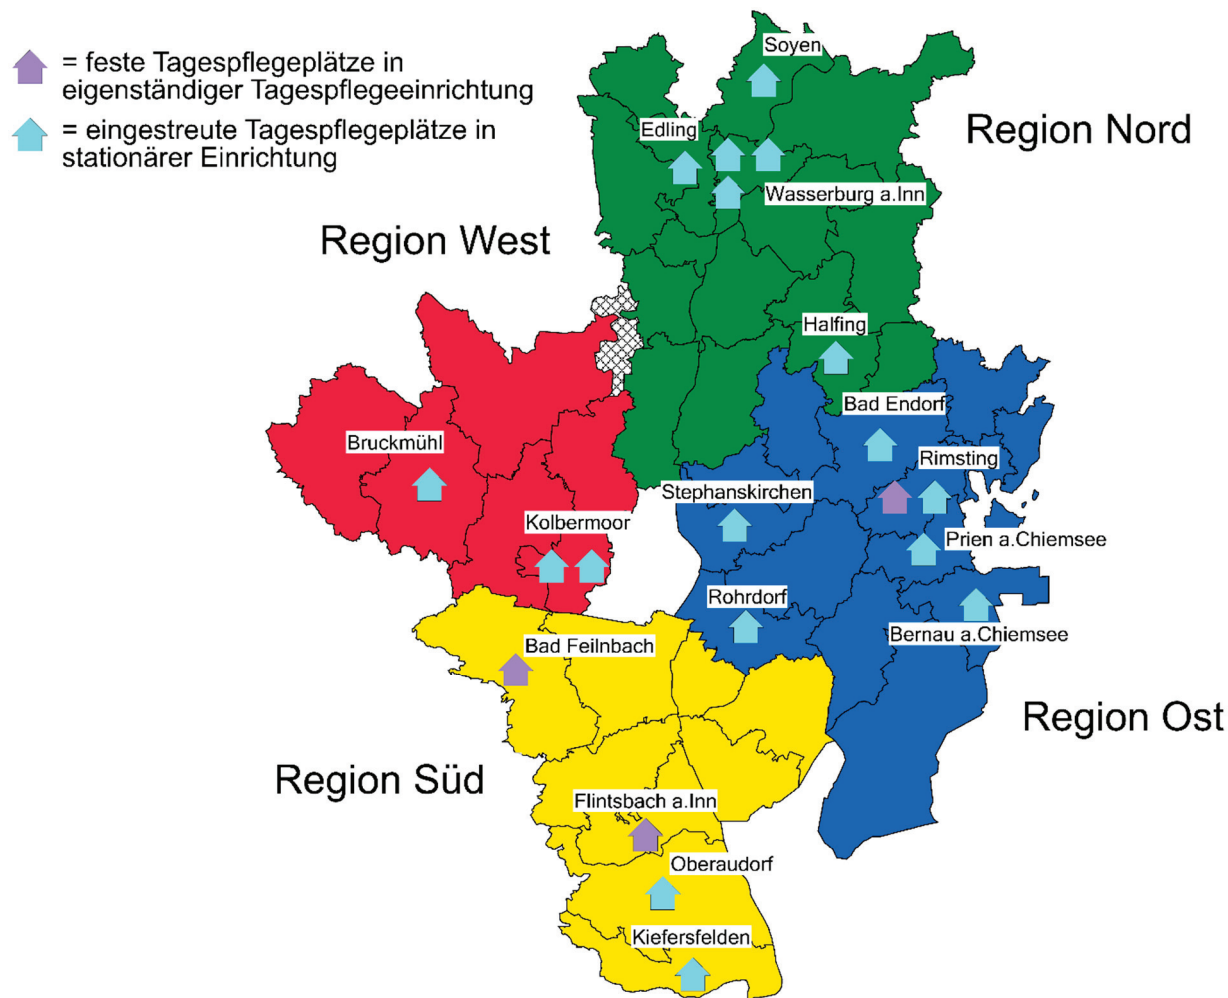 = feste Tagespflegeplätze in
eigenständiger Tagespflegeeinrichtung
= eingestreute Tagespflegeplätze in
stationärer Einrichtung
Soyen
Region Nord
Edling
Wasserburg a.Inn
Region West
Halfing
Bad Endorf
Bruckmühl
Rimsting
Stephanskirchen
Kolbermoor
Prien a.Chiemsee
Rohrdorf
Bernau a.Chiemsee
Bad Feilnbach
Region Ost
Region Süd
Flintsbach a.Inn
Oberaudorf
Kiefersfelden